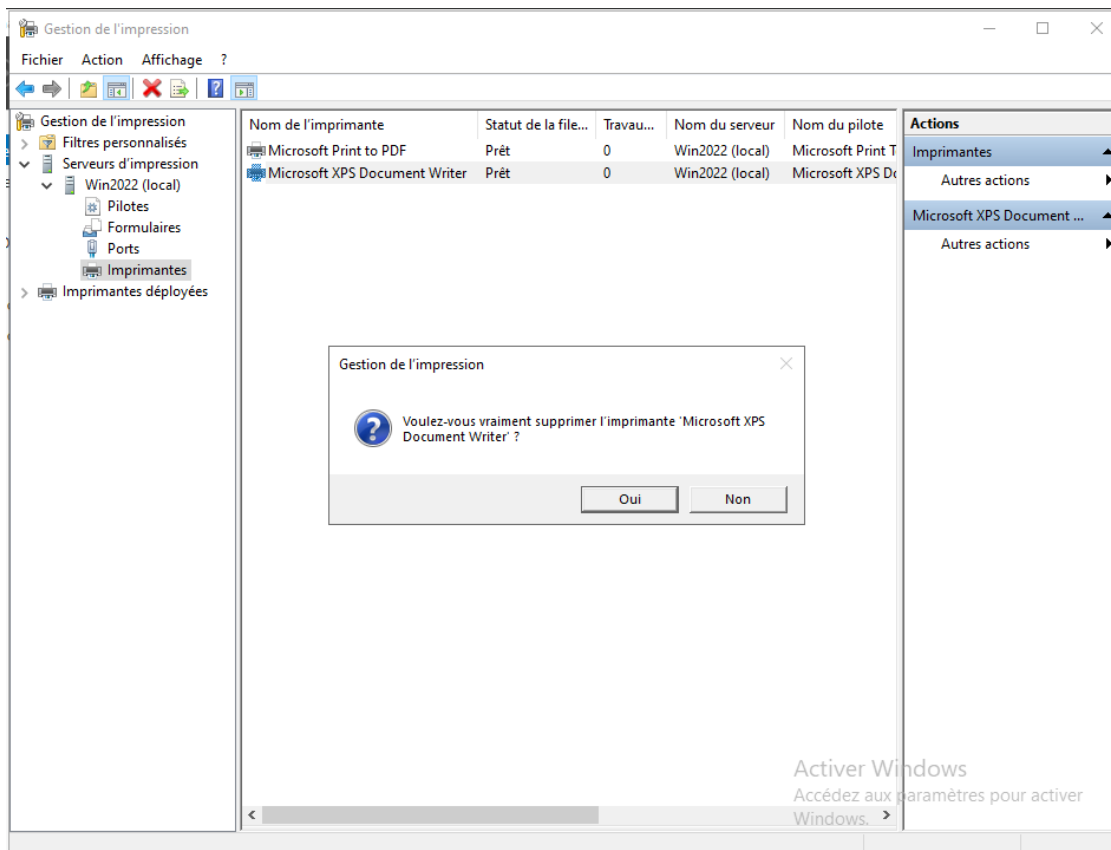 Gestion de l'impression
Fichier Action Affichage ?
Gestion de l'impression
Filtres personnalisés
Serveurs d'impression
Win2022 (local)
Pilotes
Formulaires
Ports
Imprimantes
Imprimantes déployées
Nom de l'imprimante Statut de la file... Travau... Nom du serveur Nom du pilote
Microsoft Print to PDF Prêt 0 Win2022 (local) Microsoft Print T
Microsoft XPS Document Writer Prêt 0 Win2022 (local) Microsoft XPS Do
Actions
Imprimantes
Autres actions
Microsoft XPS Document ...
Autres actions
Gestion de l'impression
Voulez-vous vraiment supprimer l'imprimante 'Microsoft XPS
Document Writer' ?
Oui Non
Activer Windows
Accédez aux paramètres pour activer
Windows.